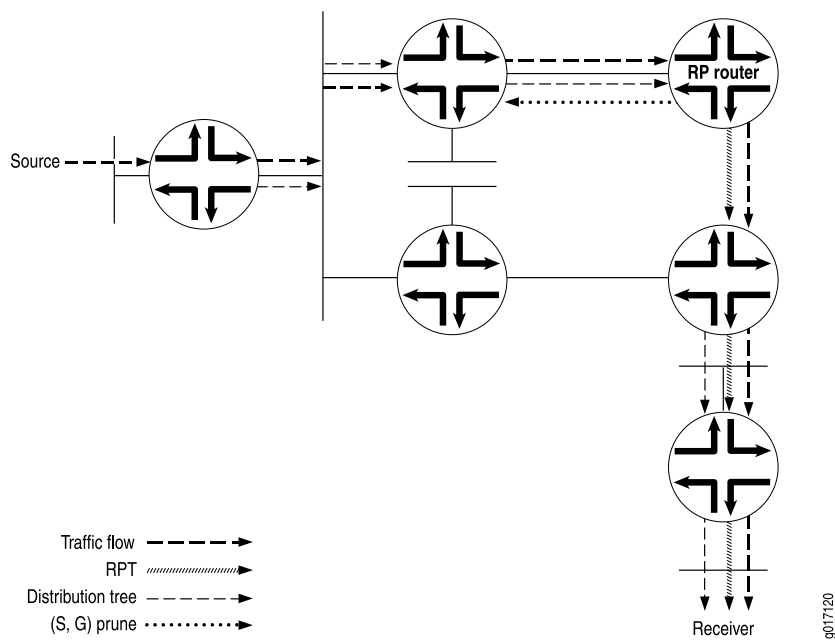 RP router
Source
Traffic flow
RPT
Distribution tree
(S, G) prune
Receiver
g017120